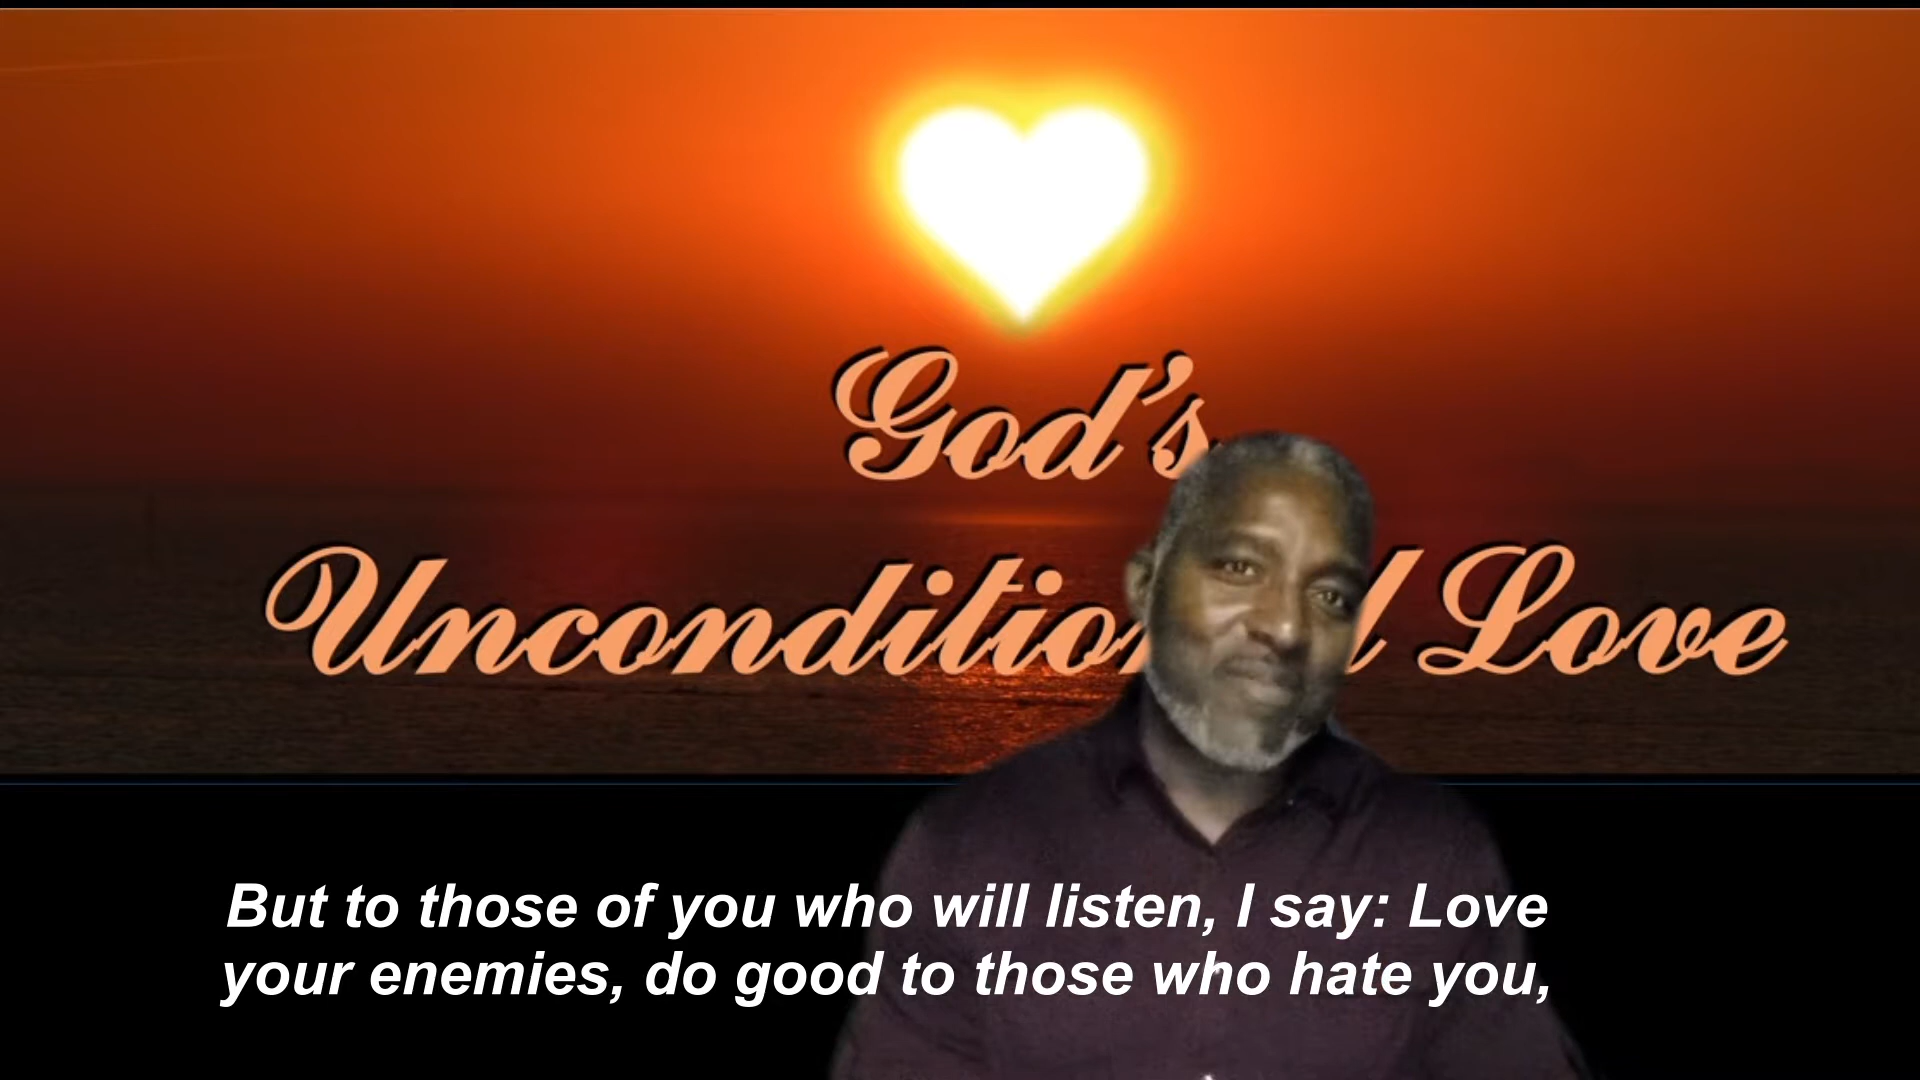 God's
Love
But to those of you who will listen, I say: Love
your enemies, do good to those who hate you,